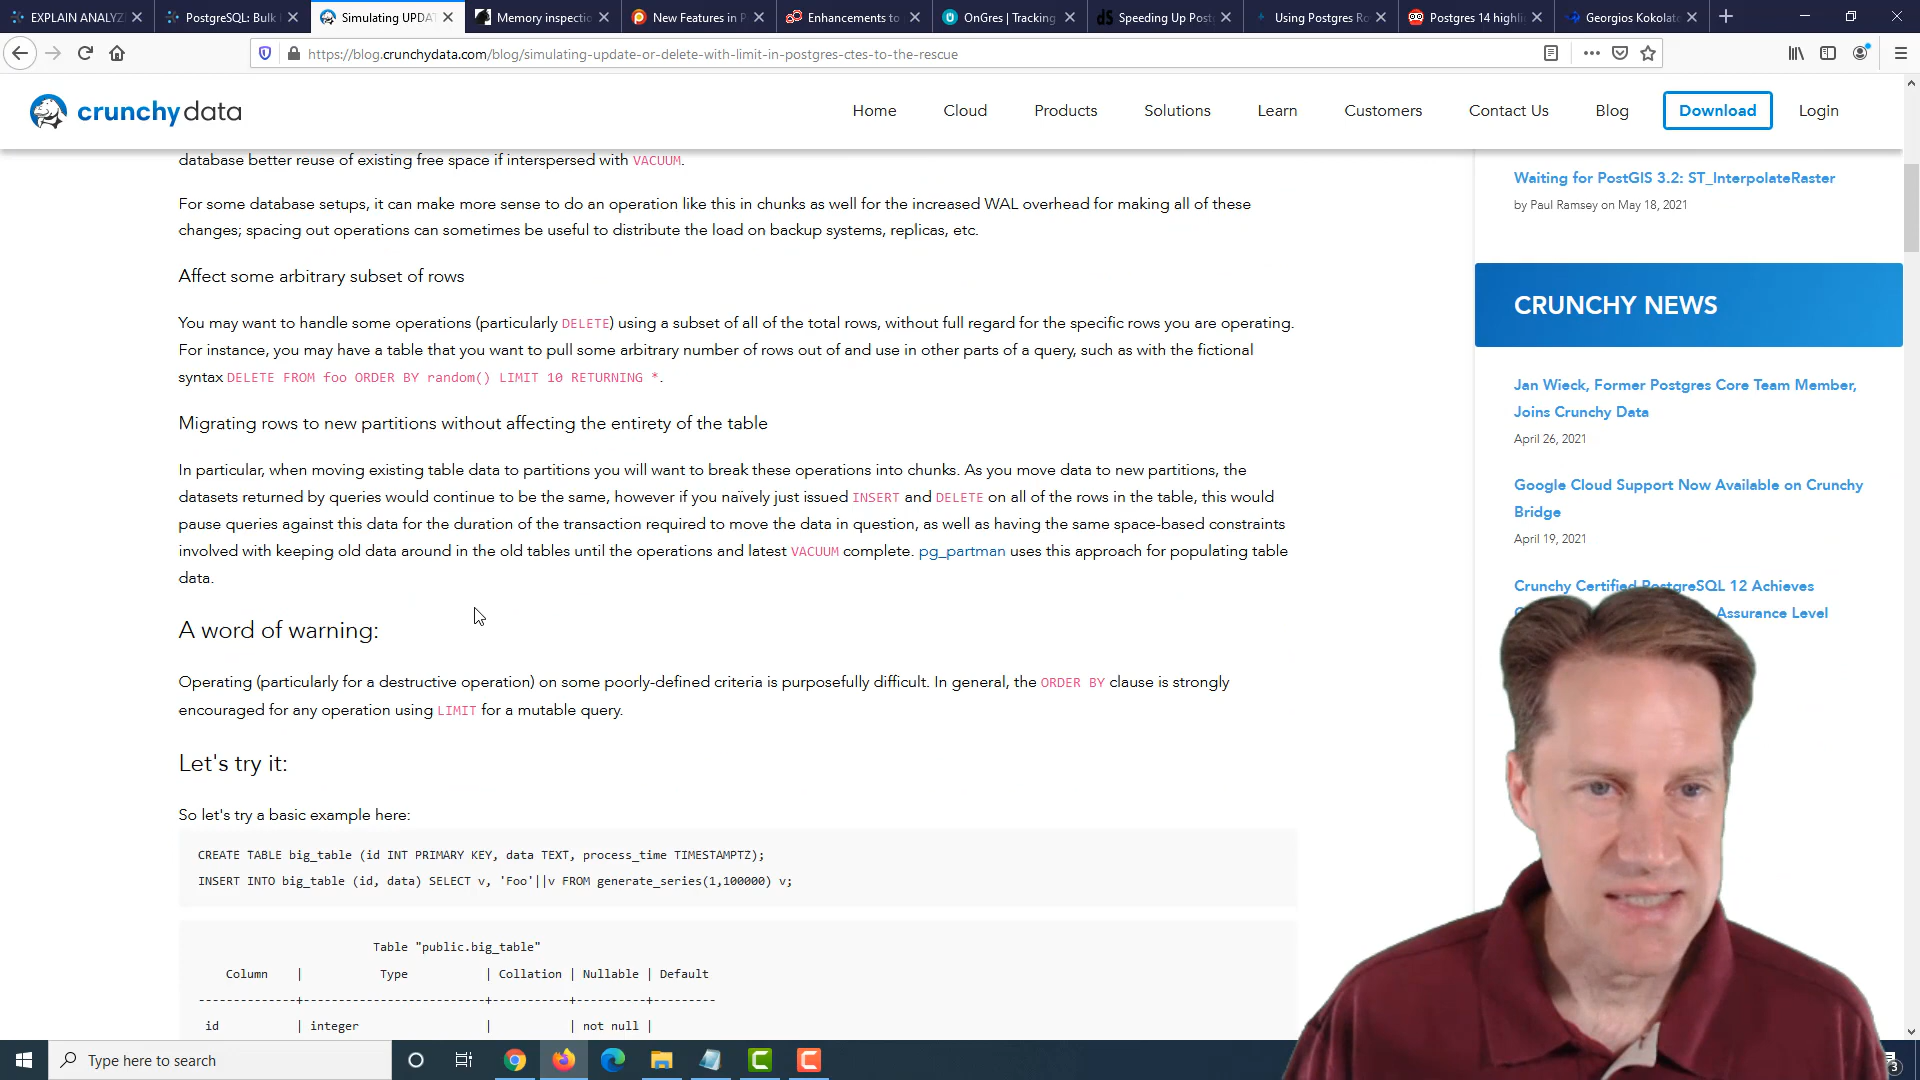 EXPLAIN ANALYZ
PostgreSQL: Bulk
Simulating UPDA
Memory inspectio
New Features in P
Enhancements to
OnGres | Tracking
Speeding Up Post
Using Postgres Ro
Postgres 14 highli
Georgios Kokolato
https://blog.crunchydata.com/blog/simulating-update-or-delete-with-limit-in-postgres-ctes-to-the-rescue
crunchydata
Home
Cloud
Products
Solutions
Learn
Customers
Contact Us
Blog
Download
Login
database better reuse of existing free space if interspersed with VACUUM.
For some database setups, it can make more sense to do an operation like this in chunks as well for the increased WAL overhead for making all of these
changes; spacing out operations can sometimes be useful to distribute the load on backup systems, replicas, etc.
Affect some arbitrary subset of rows
You may want to handle some operations (particularly DELETE) using a subset of all of the total rows, without full regard for the specific rows you are operating.
For instance, you may have a table that you want to pull some arbitrary number of rows out of and use in other parts of a query, such as with the fictional
syntax DELETE FROM foo ORDER BY random() LIMIT 10 RETURNING *.
Migrating rows to new partitions without affecting the entirety of the table
In particular, when moving existing table data to partitions you will want to break these operations into chunks. As you move data to new partitions, the
datasets returned by queries would continue to be the same, however if you naïvely just issued INSERT and DELETE on all of the rows in the table, this would
pause queries against this data for the duration of the transaction required to move the data in question, as well as having the same space-based constraints
involved with keeping old data around in the old tables until the operations and latest VACUUM complete. pg_partman uses this approach for populating table
data.
A word of warning:
Operating (particularly for a destructive operation) on some poorly-defined criteria is purposefully difficult. In general, the ORDER BY clause is strongly
encouraged for any operation using LIMIT for a mutable query.
Let's try it:
So let's try a basic example here:
CREATE TABLE big_table (id INT PRIMARY KEY, data TEXT, process_time TIMESTAMPTZ);
INSERT INTO big_table (id, data) SELECT v, 'Foo'||v FROM generate_series(1,100000) v;
Table "public.big_table"
Column | Type | Collation | Nullable | Default
--------------+--------------------------+-----------+----------+---------
id | integer | | not null |
Waiting for PostGIS 3.2: ST_InterpolateRaster
by Paul Ramsey on May 18, 2021
CRUNCHY NEWS
Jan Wieck, Former Postgres Core Team Member,
Joins Crunchy Data
April 26, 2021
Google Cloud Support Now Available on Crunchy
Bridge
April 19, 2021
Crunchy Certified PostgreSQL 12 Achieves
Assurance Level
Type here to search
3